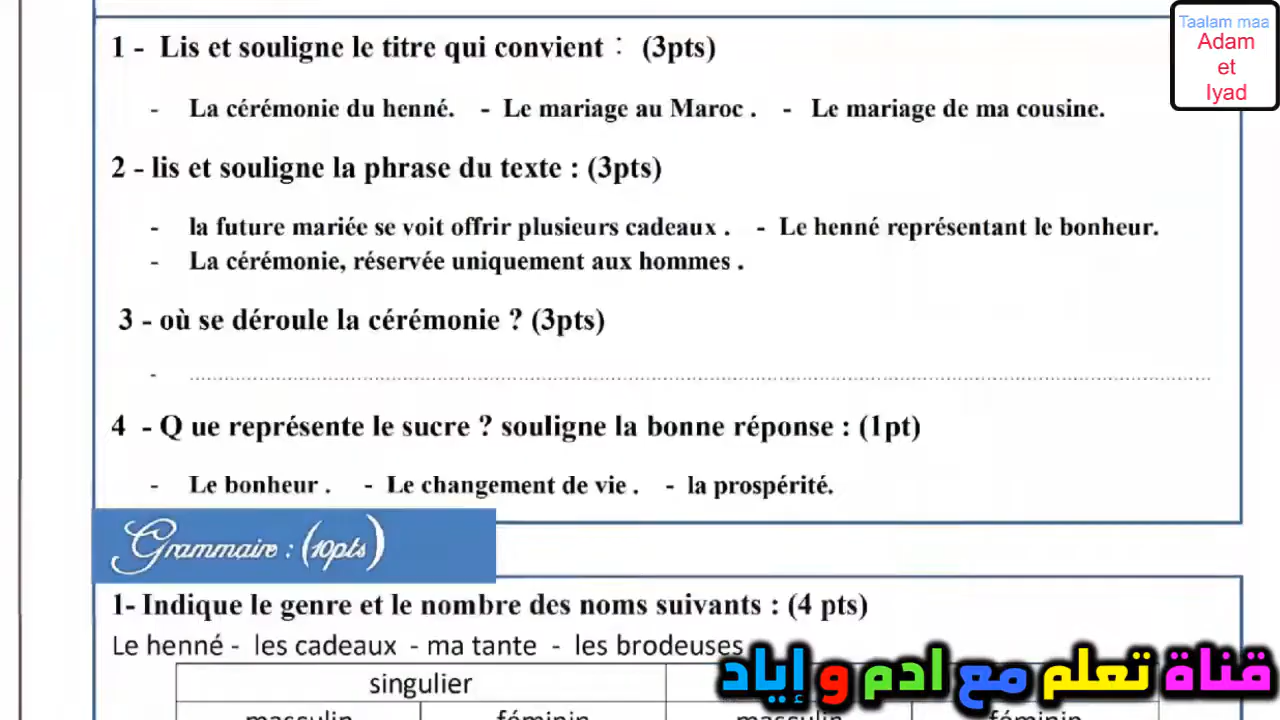 Taalam maa
Adam
et
Iyad
1 - Lis et souligne le titre qui convient : (3pts)
- La cérémonie du henné. - Le mariage au Maroc . - Le mariage de ma cousine.
2 - lis et souligne la phrase du texte : (3pts)
- la future mariée se voit offrir plusieurs cadeaux . - Le henné représentant le bonheur.
- La cérémonie, réservée uniquement aux hommes .
3 - où se déroule la cérémonie ? (3pts)
- ........................................
4 - Q ue représente le sucre ? souligne la bonne réponse : (1pt)
- Le bonheur . - Le changement de vie . - la prospérité.
Grammaire : (10pts)
1- Indique le genre et le nombre des noms suivants : (4 pts)
Le henné - les cadeaux - ma tante - les brodeuses
singulier
قناة تعلم مع ادم و إياد
masculin féminin masculin féminin